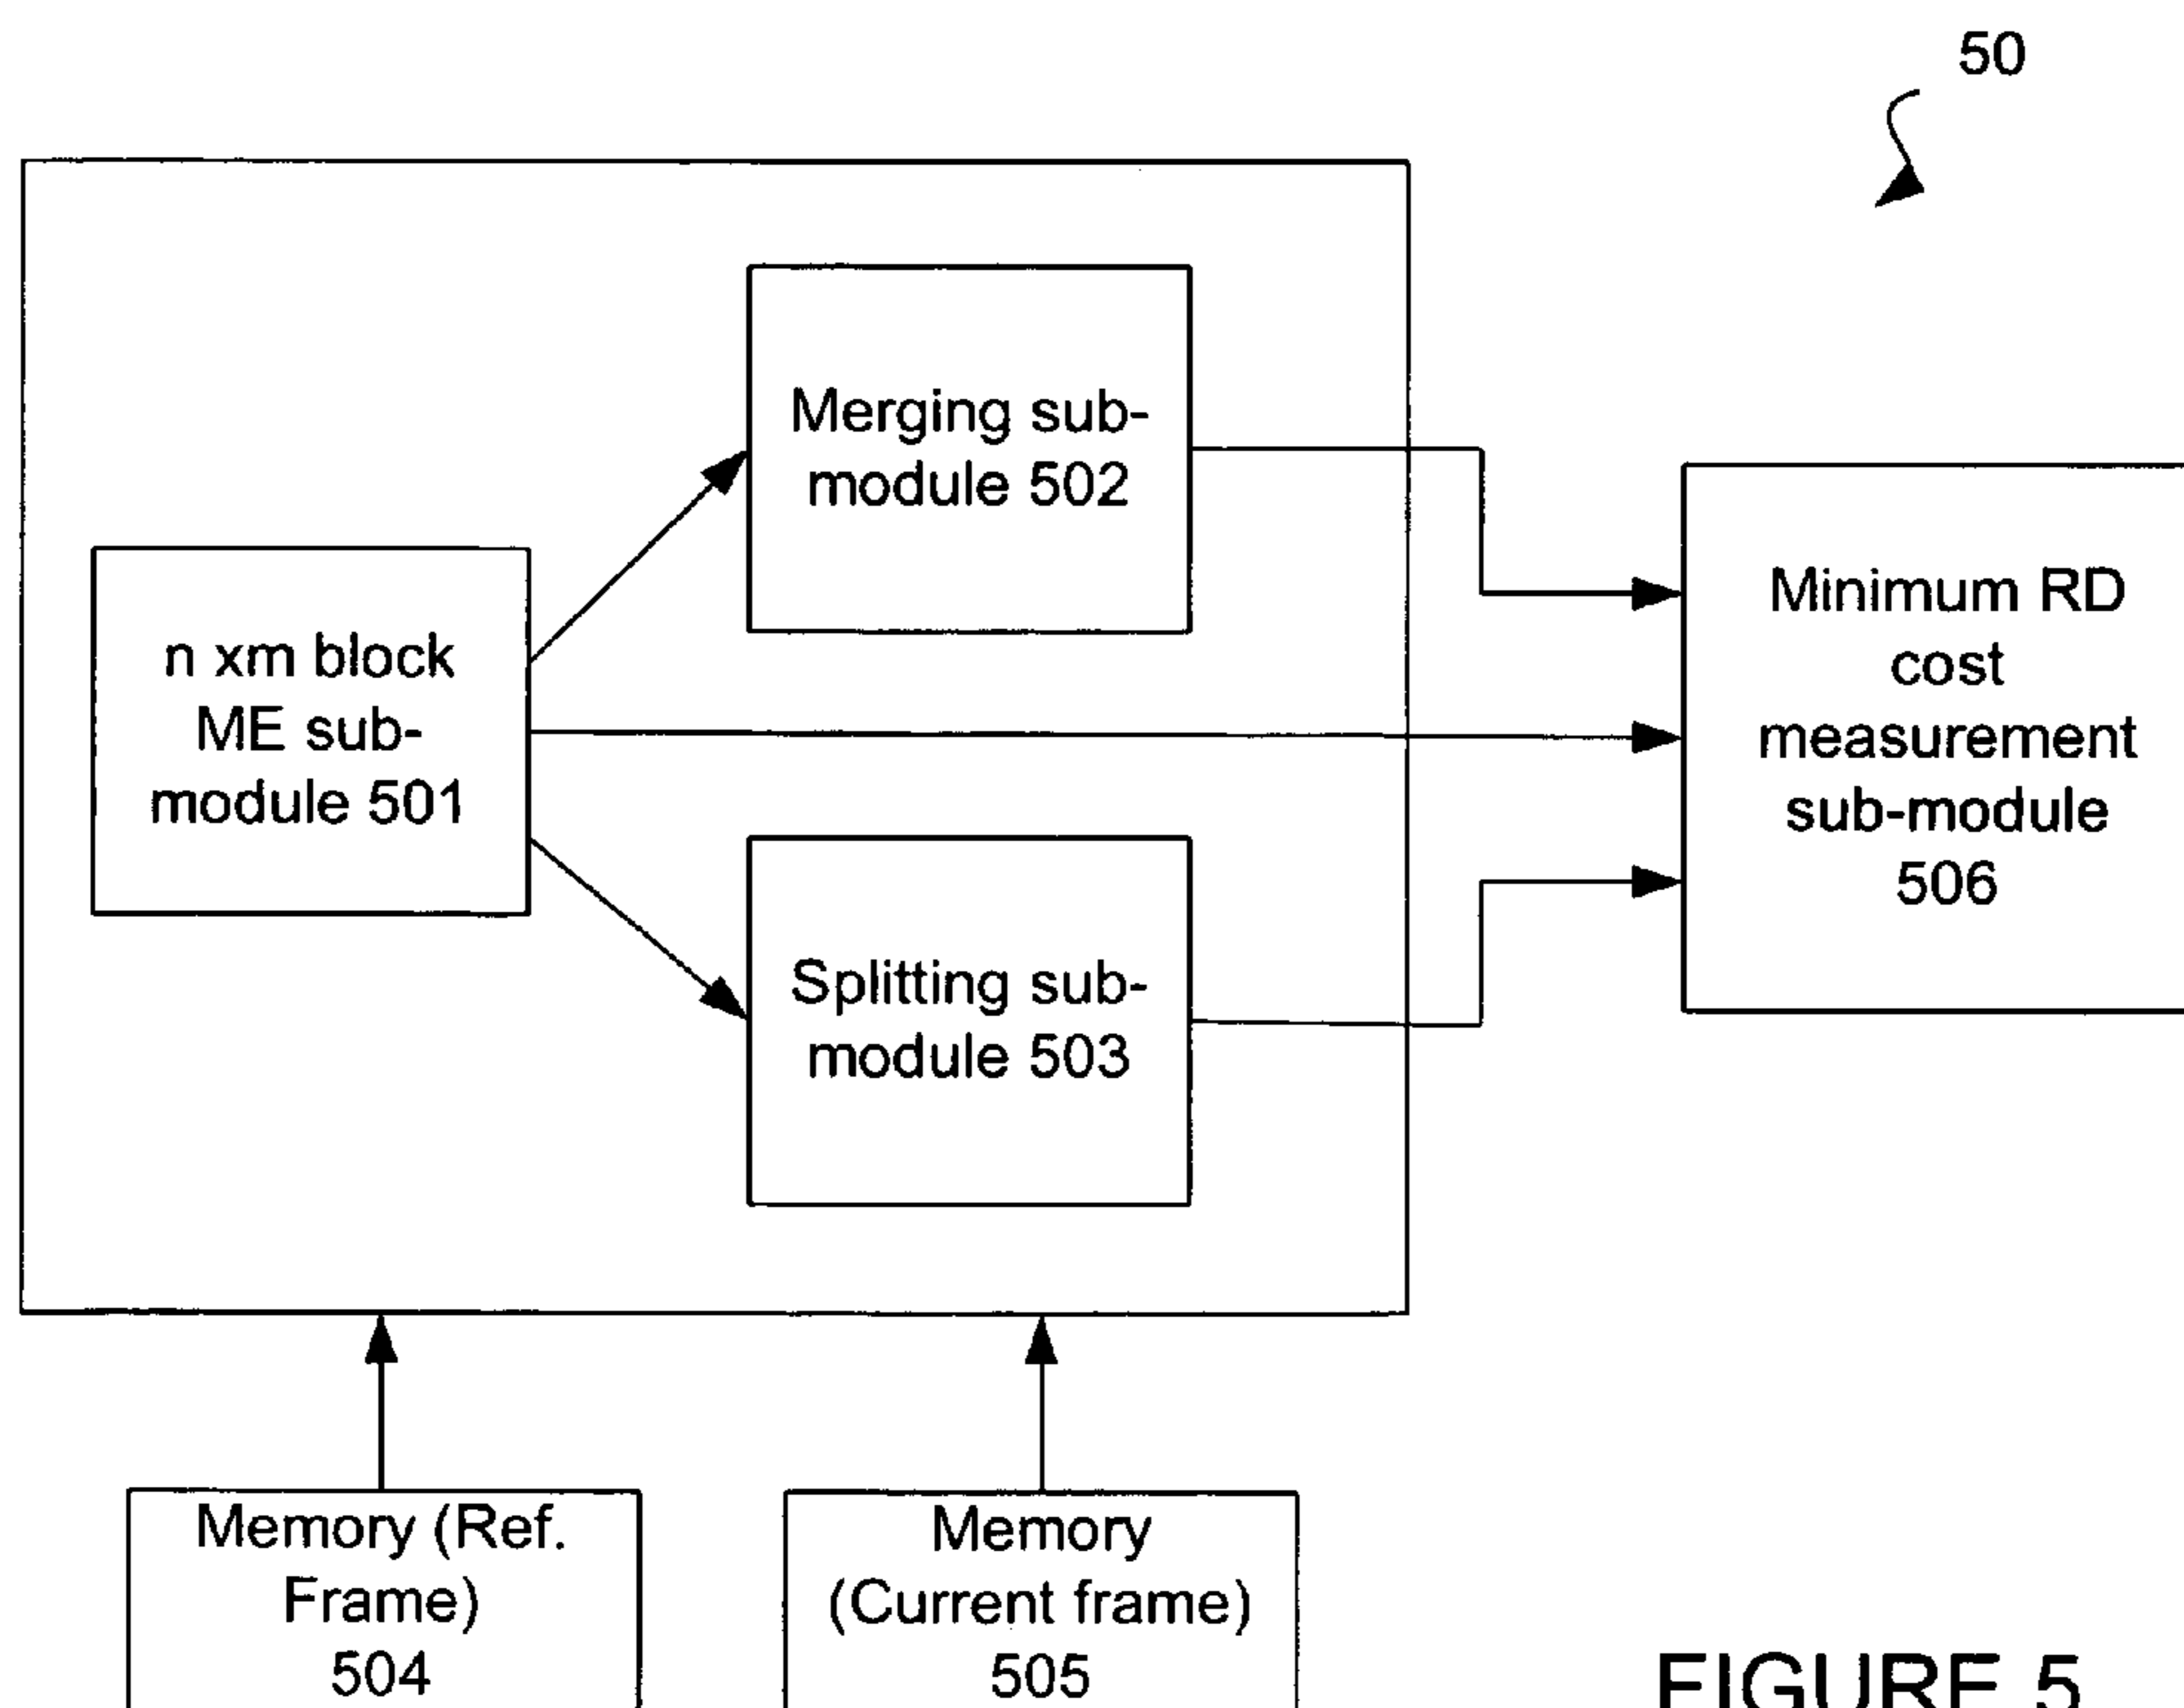 50
Merging sub-
module 502
n xm block
ME sub-
module 501
Minimum RD
cost
measurement
sub-module
506
Splitting sub-
module 503
Memory (Ref.
Frame)
504
Memory
(Current frame)
505
FIGURE 5